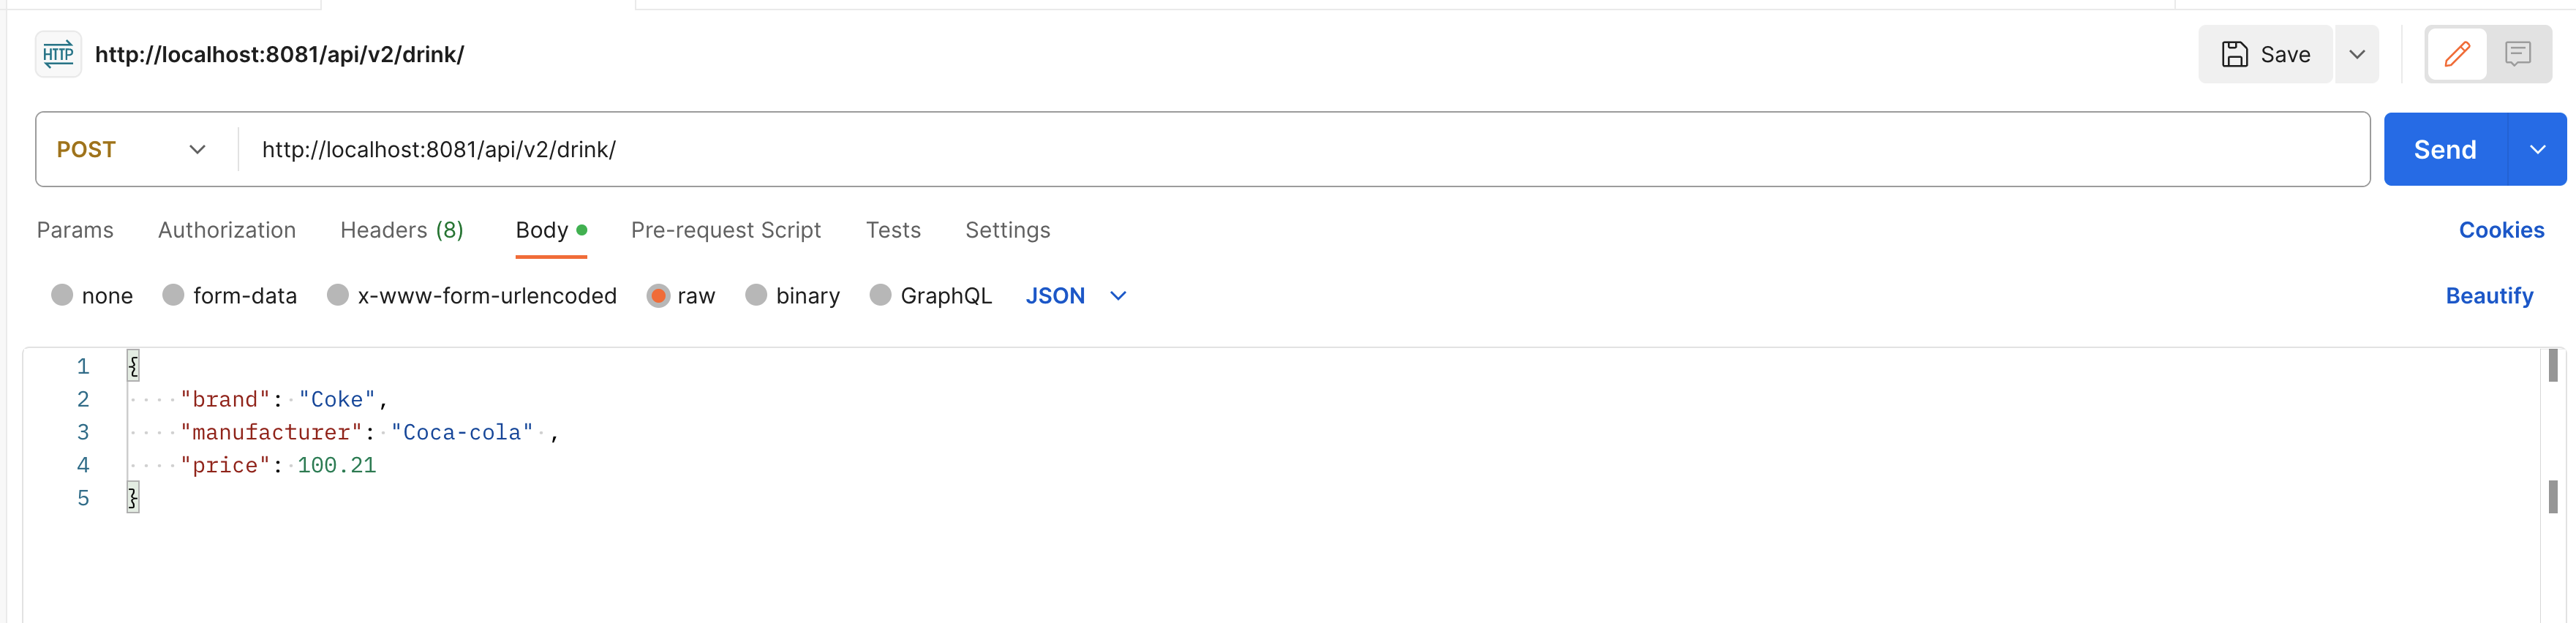 HTTP http://localhost:8081/api/v2/drink/ Save
POST http://localhost:8081/api/v2/drink/ Send
Params Authorization Headers (8) Body Pre-request Script Tests Settings Cookies
none form-data x-www-form-urlencoded raw binary GraphQL JSON Beautify
1 {
2 "brand": "Coke",
3 "manufacturer": "Coca-cola" ,
4 "price": 100.21
5 }